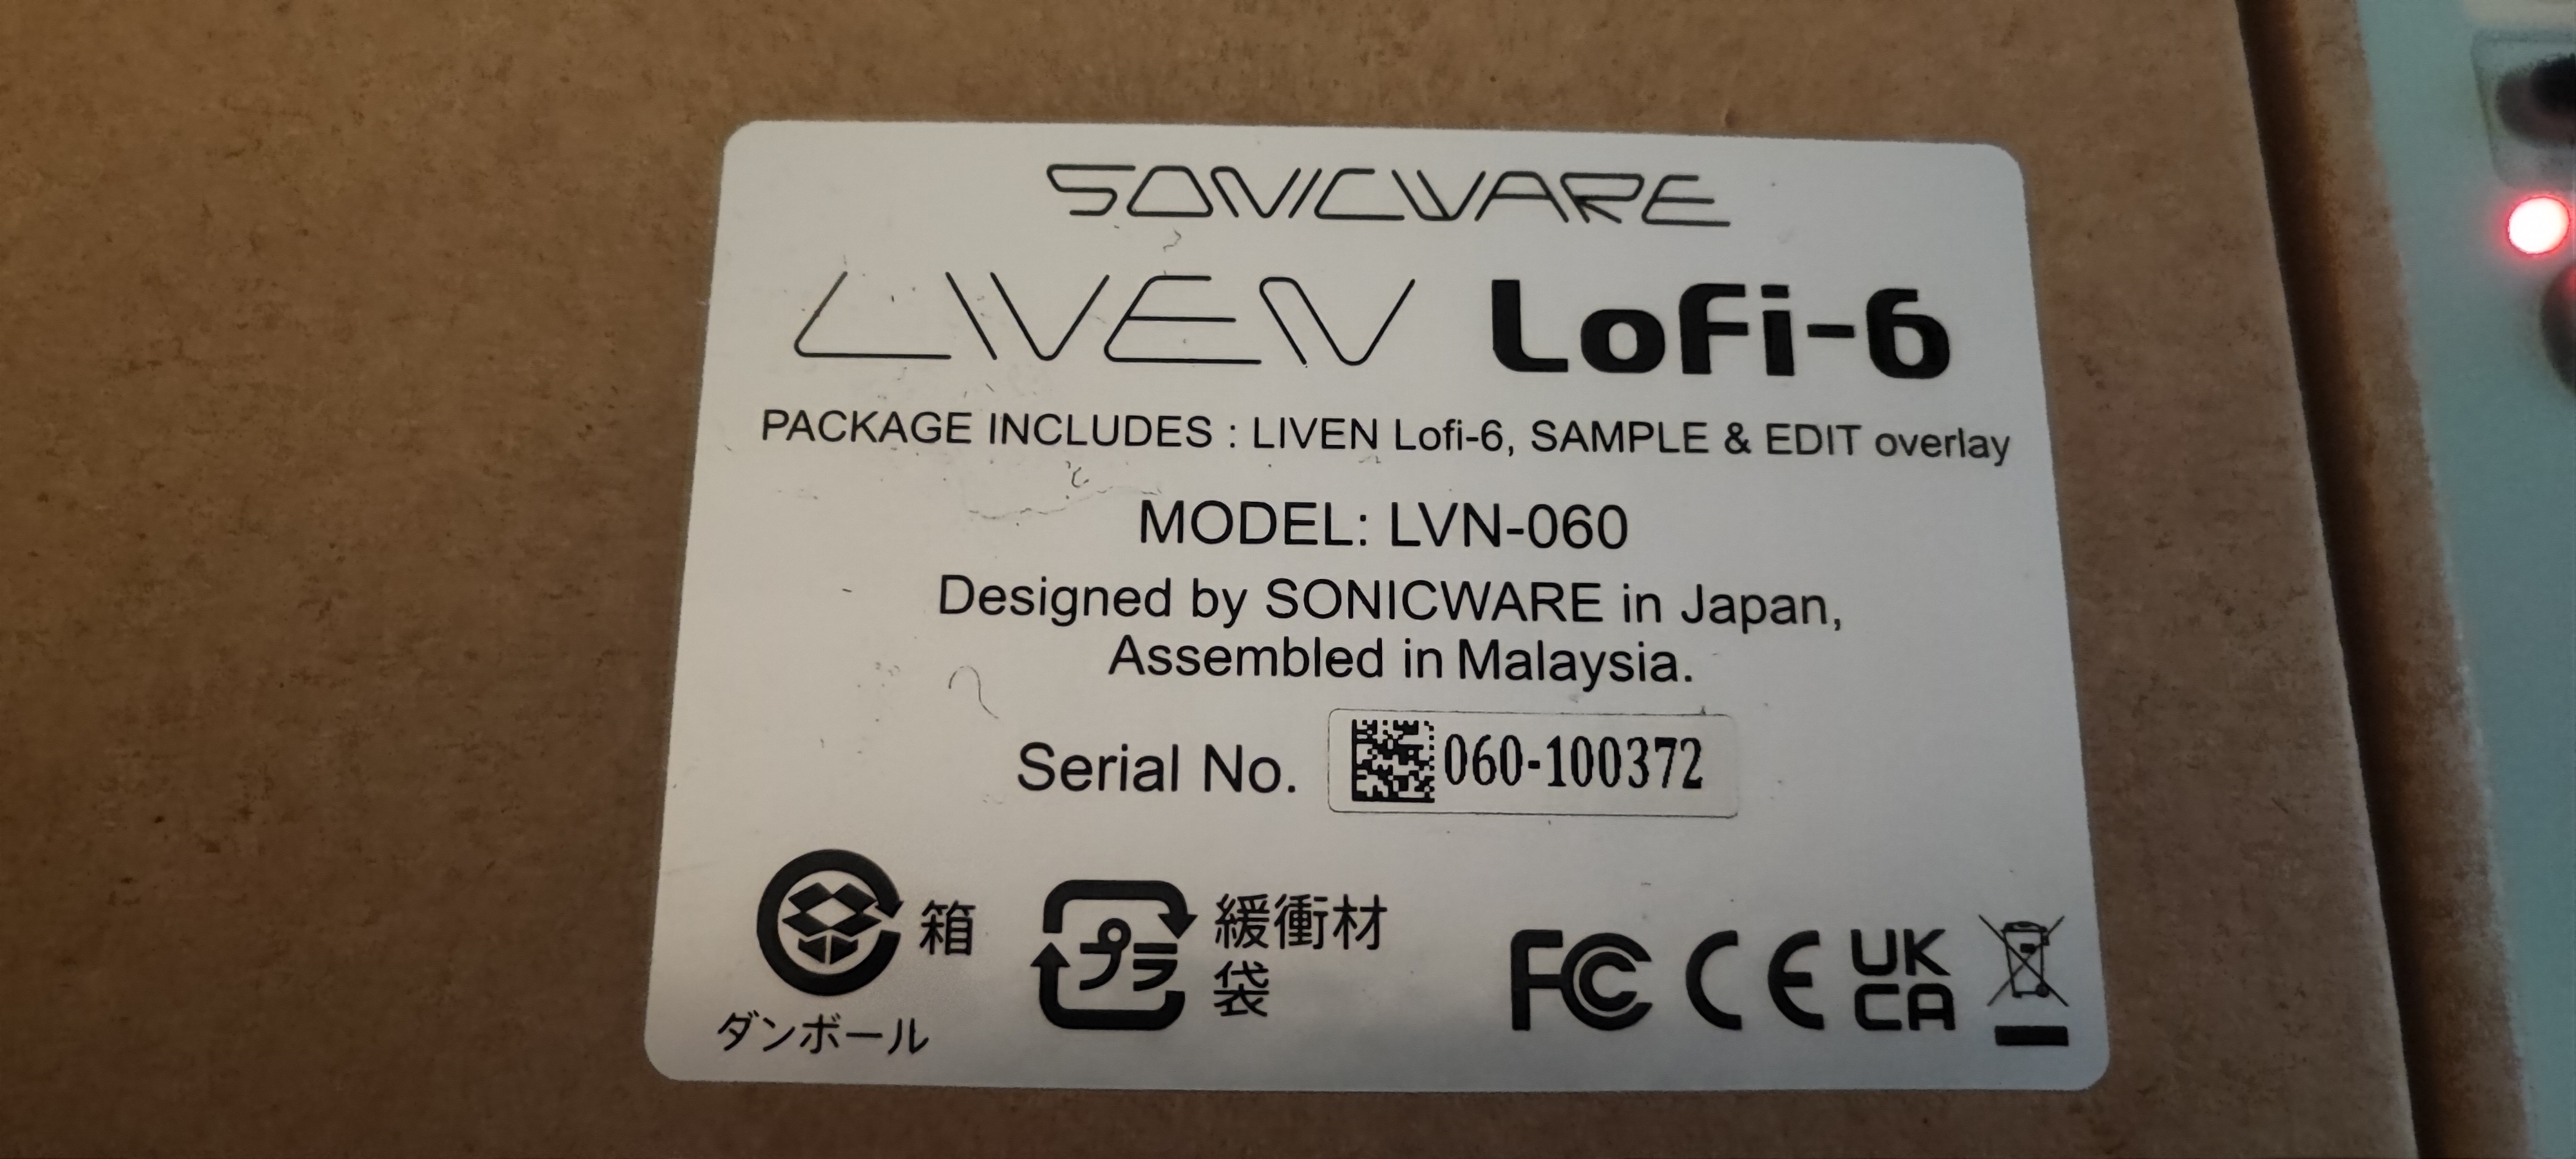 SONICWARE
LIVEN Lofi-6
PACKAGE INCLUDES : LIVEN Lofi-6, SAMPLE & EDIT overlay
MODEL: LVN-060
Designed by SONICWARE in Japan,
Assembled in Malaysia.
Serial No. 060-100372
箱
ダンボール
プラ
緩衝材
袋
FC CE UK
CA